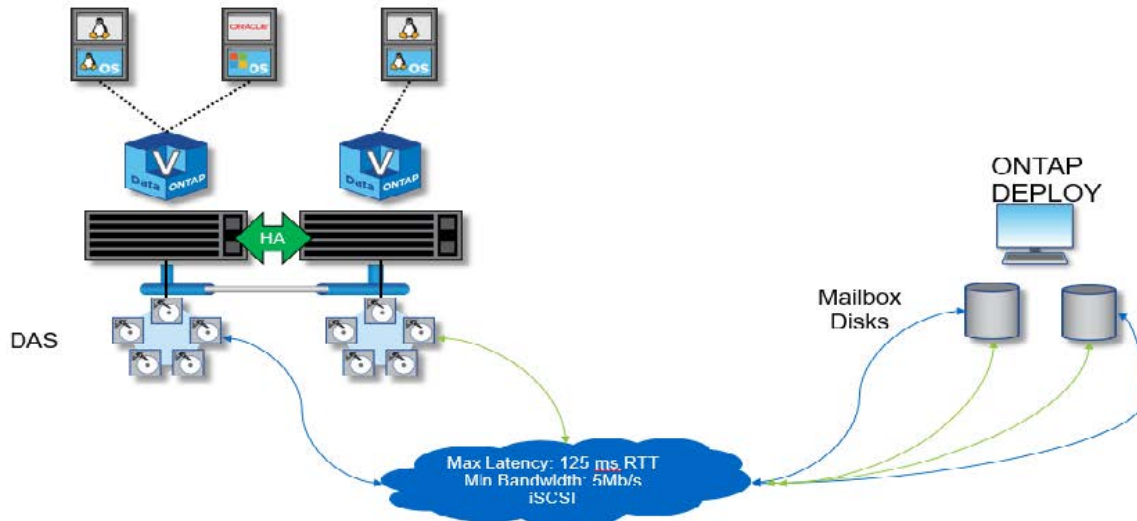 ORACLE
OS
OS
OS
V
Data ONTAP
V
Data ONTAP
HA
DAS
ONTAP
DEPLOY
Mailbox
Disks
Max Latency: 125 ms RTT
Min Bandwidth: 5Mb/s
iSCSI